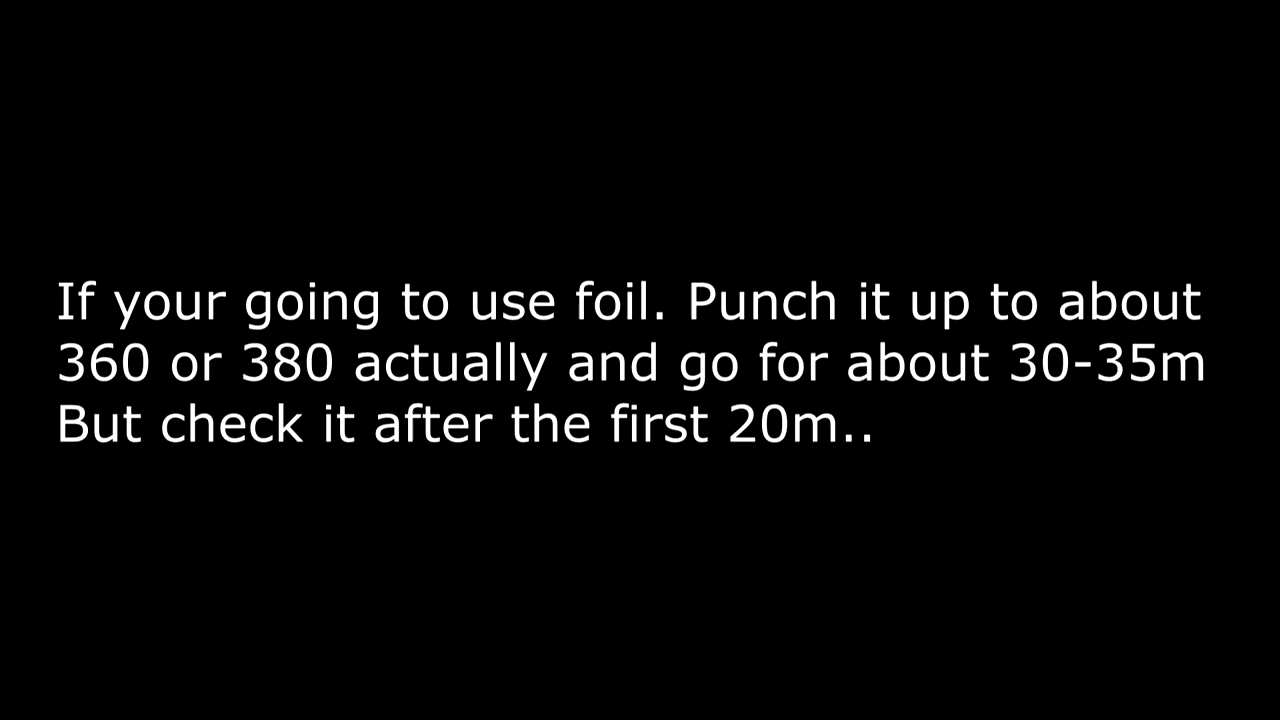 If your going to use foil. Punch it up to about
360 or 380 actually and go for about 30-35m
But check it after the first 20m..